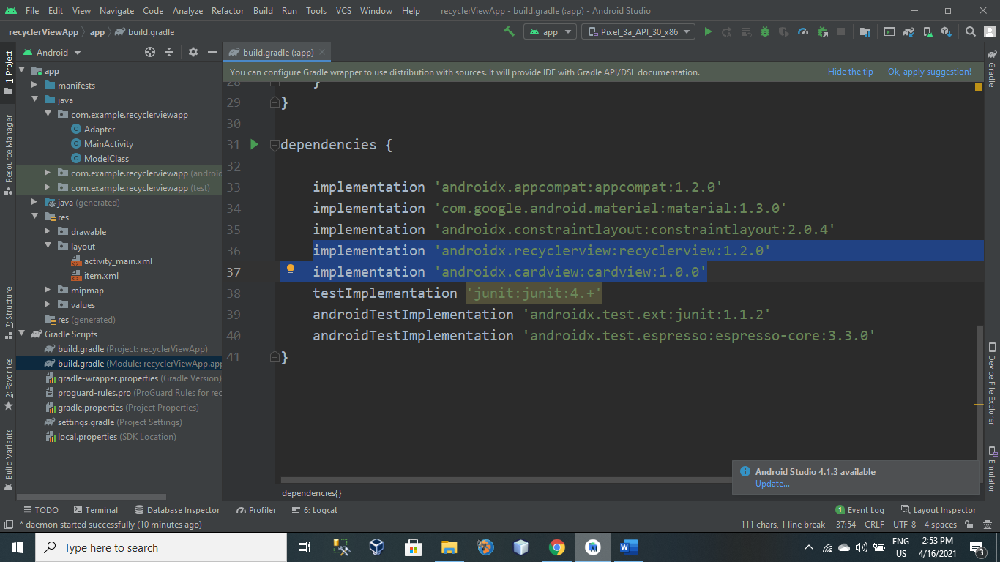 File Edit View Navigate Code Analyze Refactor Build Run Tools VCS Window Help recyclerViewApp - build.gradle (:app) - Android Studio
recyclerViewApp app build.gradle app Pixel_3a_API_30_x86
Android build.gradle (:app)
You can configure Gradle wrapper to use distribution with sources. It will provide IDE with Gradle API/DSL documentation. Hide the tip Ok, apply suggestion!
1: Project
Resource Manager
7: Structure
2: Favorites
Build Variants
app
manifests
java
com.example.recyclerviewapp
Adapter
MainActivity
ModelClass
com.example.recyclerviewapp (android
com.example.recyclerviewapp (test)
java (generated)
res
drawable
layout
activity_main.xml
item.xml
mipmap
values
res (generated)
Gradle Scripts
build.gradle (Project: recyclerViewApp)
build.gradle (Module: recyclerViewApp.app
gradle-wrapper.properties (Gradle Version)
proguard-rules.pro (ProGuard Rules for rec
gradle.properties (Project Properties)
settings.gradle (Project Settings)
local.properties (SDK Location)
28 }
29 }
30
31 dependencies {
32
33 implementation 'androidx.appcompat:appcompat:1.2.0'
34 implementation 'com.google.android.material:material:1.3.0'
35 implementation 'androidx.constraintlayout:constraintlayout:2.0.4'
36 implementation 'androidx.recyclerview:recyclerview:1.2.0'
37 implementation 'androidx.cardview:cardview:1.0.0'
38 testImplementation 'junit:junit:4.+'
39 androidTestImplementation 'androidx.test.ext:junit:1.1.2'
40 androidTestImplementation 'androidx.test.espresso:espresso-core:3.3.0'
41 }
Gradle
Device File Explorer
Emulator
Android Studio 4.1.3 available
Update...
dependencies{}
TODO Terminal Database Inspector Profiler 6: Logcat 1 Event Log Layout Inspector
* daemon started successfully (10 minutes ago) 111 chars, 1 line break 37:54 CRLF UTF-8 4 spaces
Type here to search
ENG
US
2:53 PM
4/16/2021
3